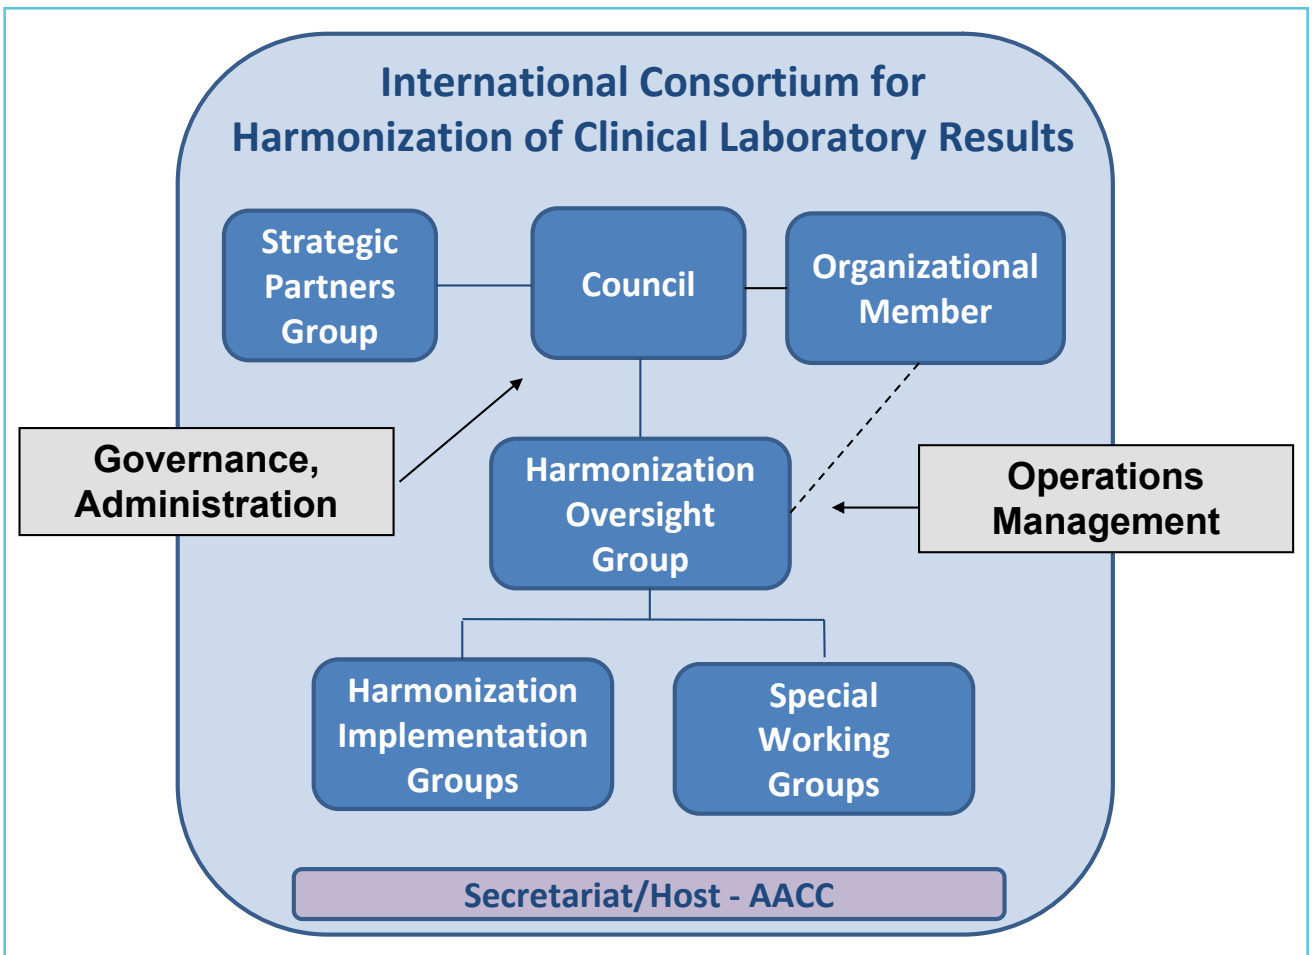 International Consortium for
Harmonization of Clinical Laboratory Results
Strategic
Partners
Group
Council
Organizational
Member
Governance,
Administration
Harmonization
Oversight
Group
Operations
Management
Harmonization
Implementation
Groups
Special
Working
Groups
Secretariat/Host - AACC